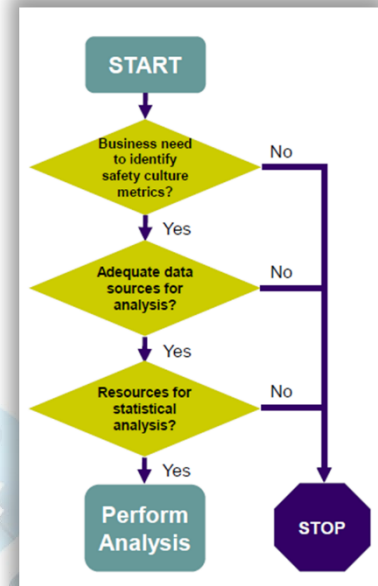 START
Business need
to identify
safety culture
metrics?
No
Yes
Adequate data
sources for
analysis?
No
Yes
Resources for
statistical
analysis?
No
Yes
Perform
Analysis
STOP